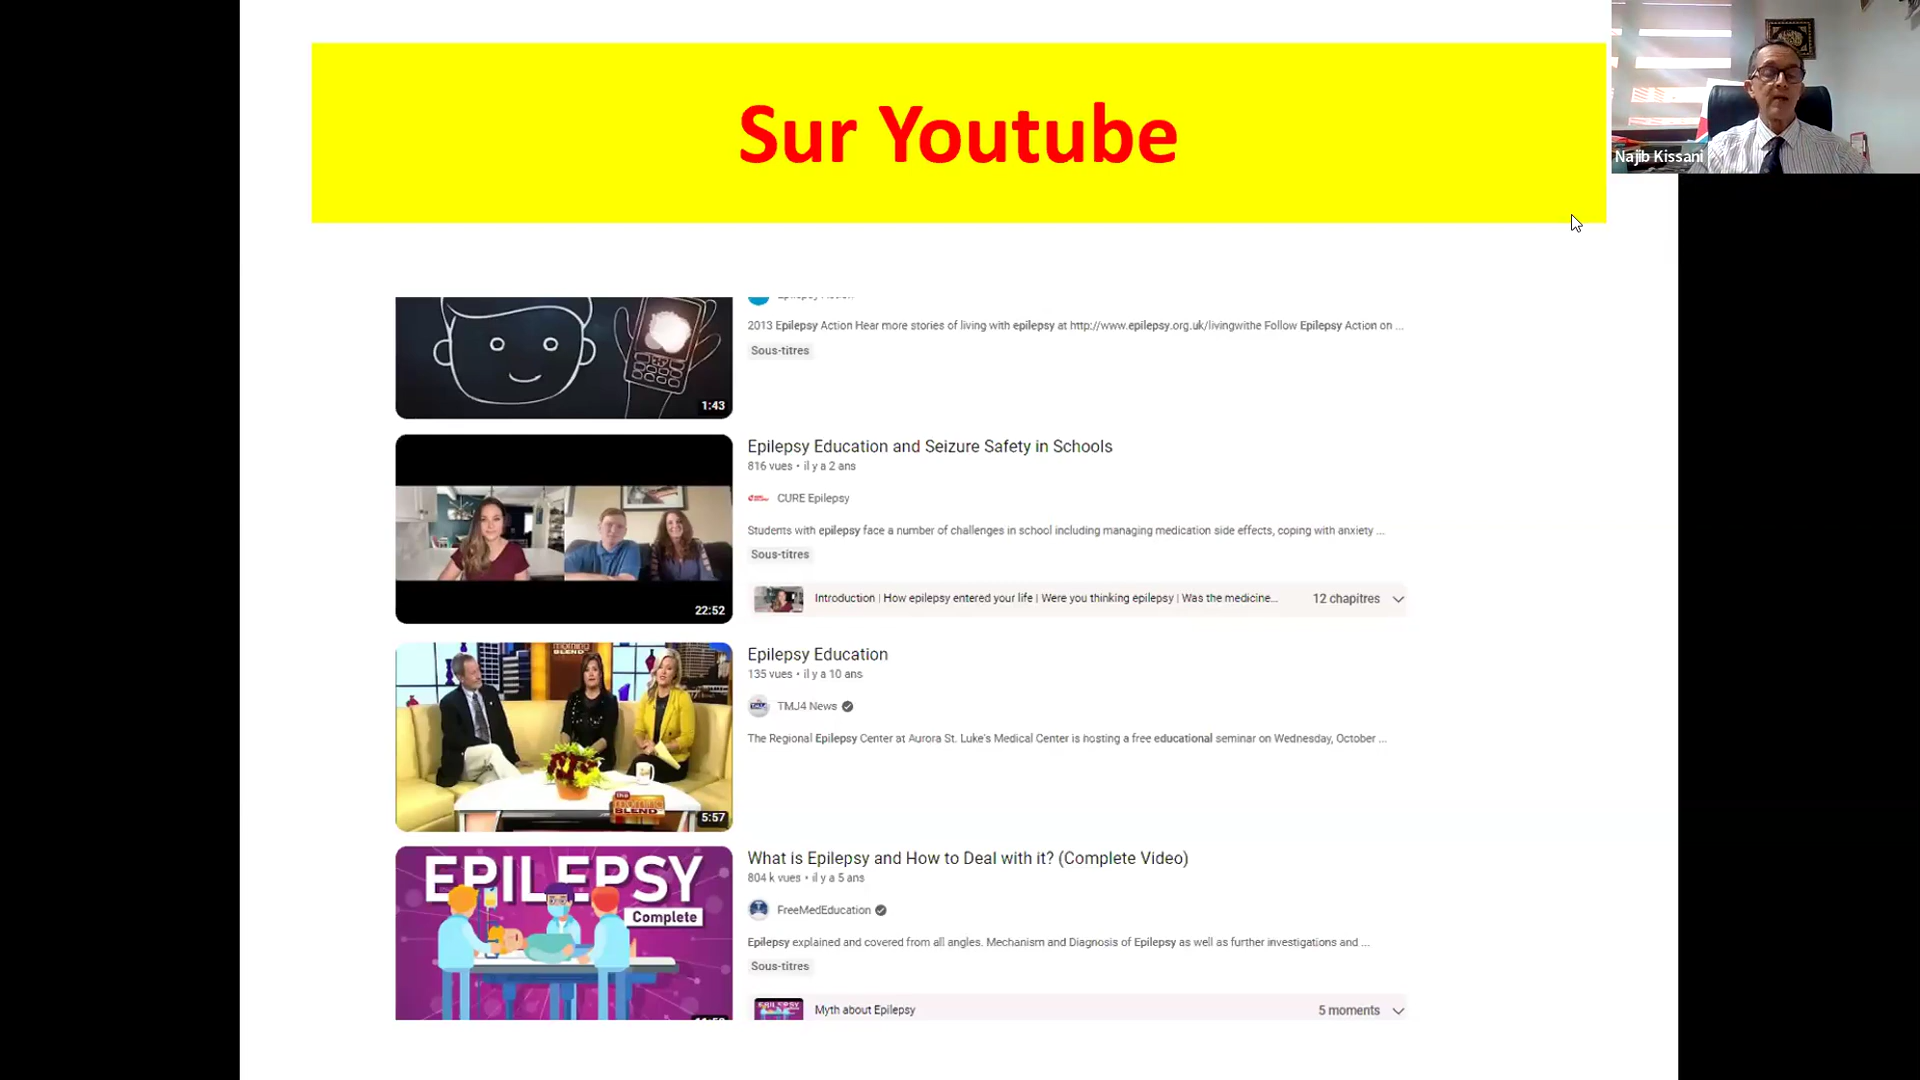 Sur Youtube
Najib Kissani
2013 Epilepsy Action Hear more stories of living with epilepsy at http://www.epilepsy.org.uk/livingwithe Follow Epilepsy Action on ...
Sous-titres
1:43
Epilepsy Education and Seizure Safety in Schools
816 vues • il y a 2 ans
CURE Epilepsy
Students with epilepsy face a number of challenges in school including managing medication side effects, coping with anxiety ...
Sous-titres
Introduction | How epilepsy entered your life | Were you thinking epilepsy | Was the medicine...
12 chapitres
22:52
Epilepsy Education
135 vues • il y a 10 ans
TMJ4 News
The Regional Epilepsy Center at Aurora St. Luke's Medical Center is hosting a free educational seminar on Wednesday, October ...
the
morning
BLEND
5:57
EPILEPSY
Complete
What is Epilepsy and How to Deal with it? (Complete Video)
804 k vues • il y a 5 ans
FreeMedEducation
Epilepsy explained and covered from all angles. Mechanism and Diagnosis of Epilepsy as well as further investigations and ...
Sous-titres
EPILEPSY
Myth about Epilepsy
5 moments